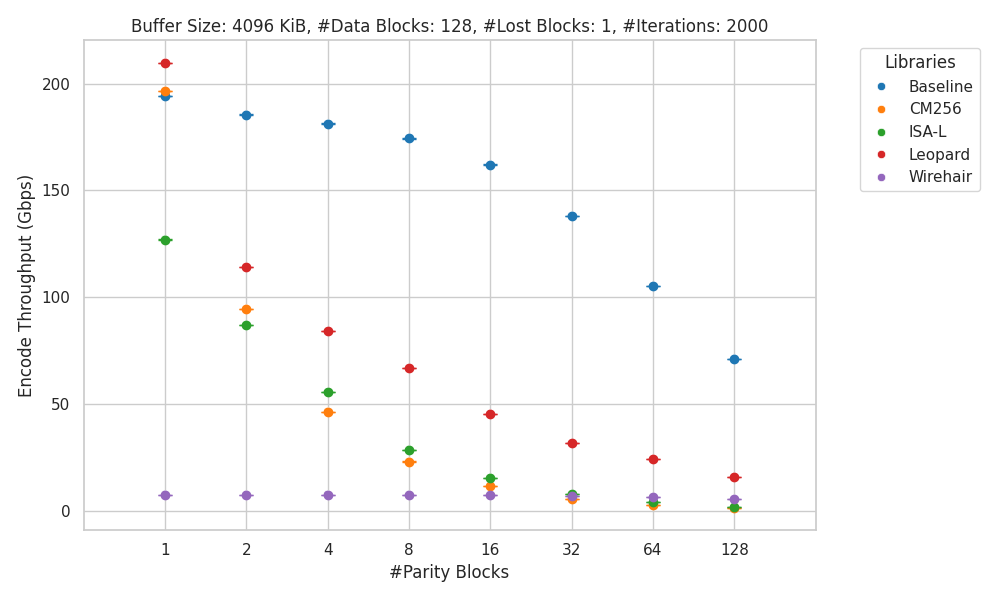 Buffer Size: 4096 KiB, #Data Blocks: 128, #Lost Blocks: 1, #Iterations: 2000
Encode Throughput (Gbps)
200
150
100
50
0
1 2 4 8 16 32 64 128
#Parity Blocks
Libraries
Baseline
CM256
ISA-L
Leopard
Wirehair